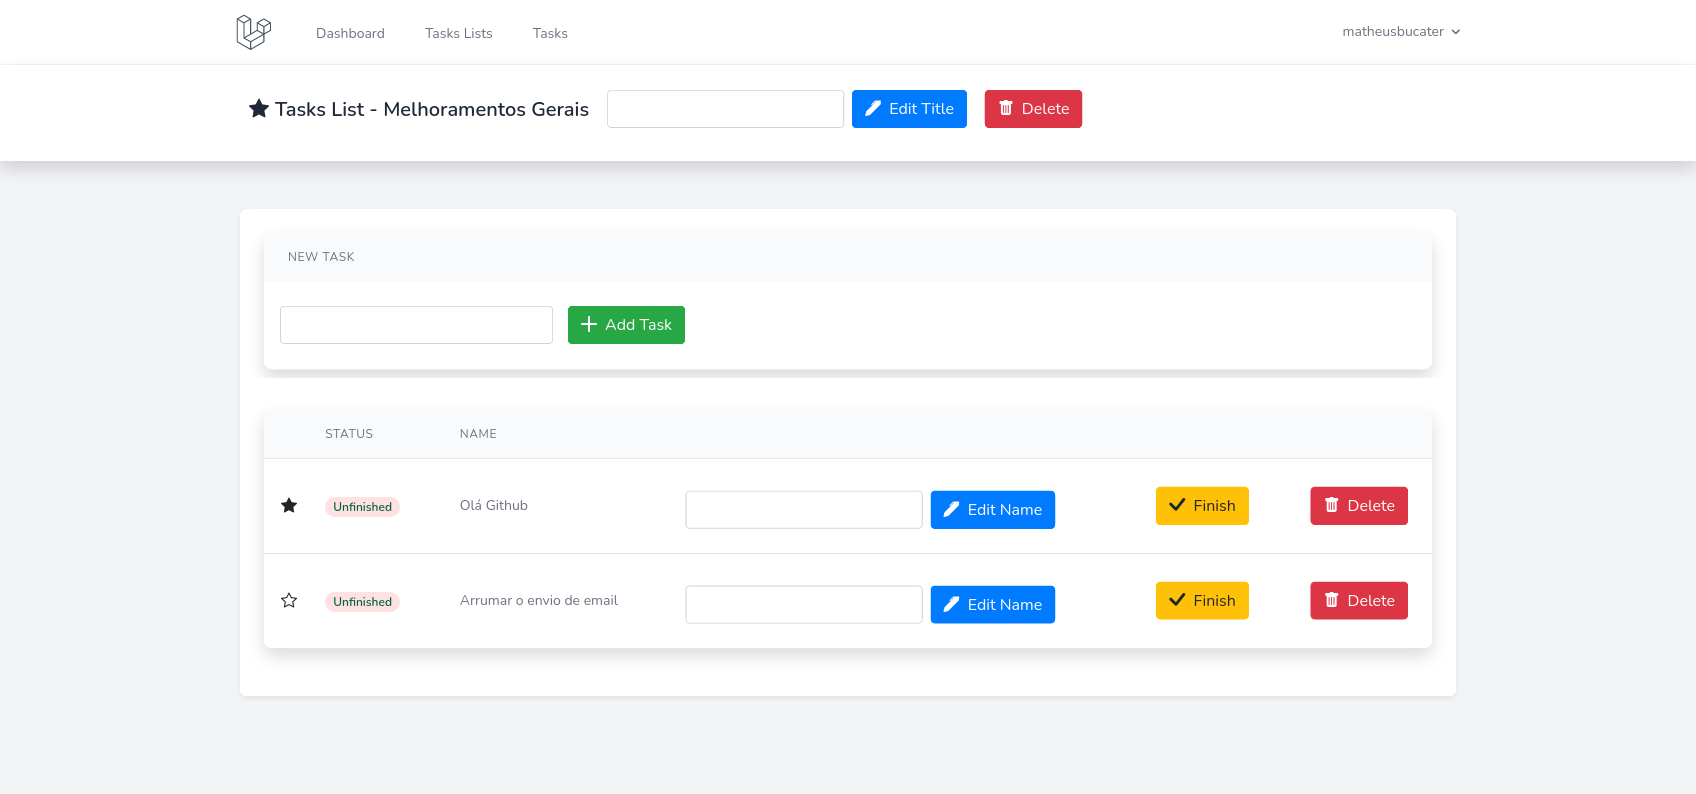 Dashboard Tasks Lists Tasks matheusbucater
Tasks List - Melhoramentos Gerais Edit Title Delete
NEW TASK
Add Task
STATUS NAME
Unfinished Olá Github Edit Name Finish Delete
Unfinished Arrumar o envio de email Edit Name Finish Delete